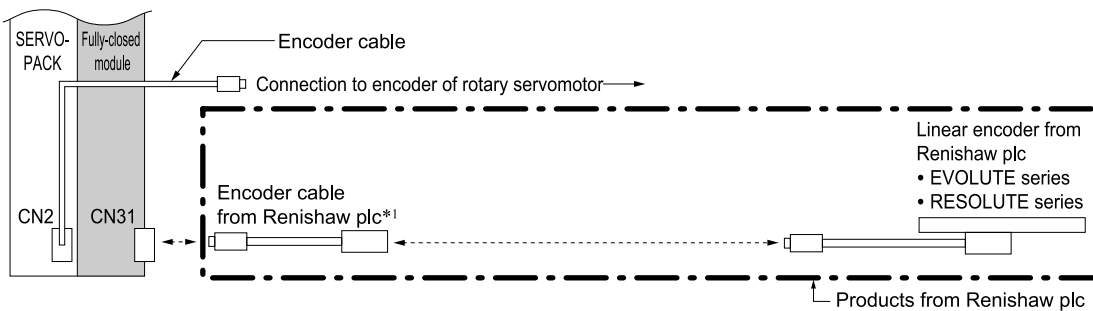 SERVO-
PACK
Fully-closed
module
Encoder cable
Connection to encoder of rotary servomotor
Linear encoder from
Renishaw plc
• EVOLUTE series
• RESOLUTE series
Encoder cable
from Renishaw plc*1
CN2
CN31
Products from Renishaw plc